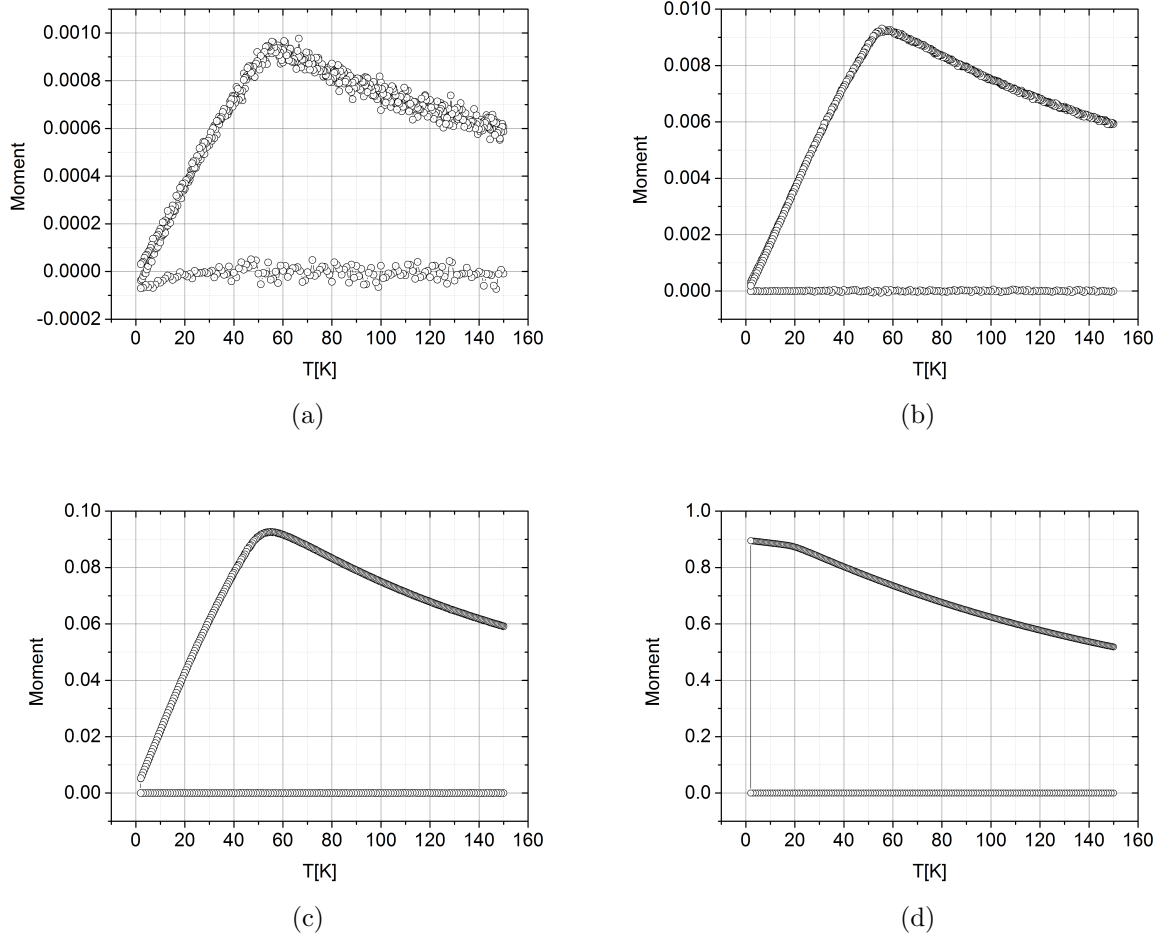 0.0010
0.0008
0.0006
0.0004
0.0002
0.0000
-0.0002
Moment
0 20 40 60 80 100 120 140 160
T[K]
(a)
0.010
0.008
0.006
0.004
0.002
0.000
Moment
0 20 40 60 80 100 120 140 160
T[K]
(b)
0.10
0.08
0.06
0.04
0.02
0.00
Moment
0 20 40 60 80 100 120 140 160
T[K]
(c)
1.0
0.8
0.6
0.4
0.2
0.0
Moment
0 20 40 60 80 100 120 140 160
T[K]
(d)